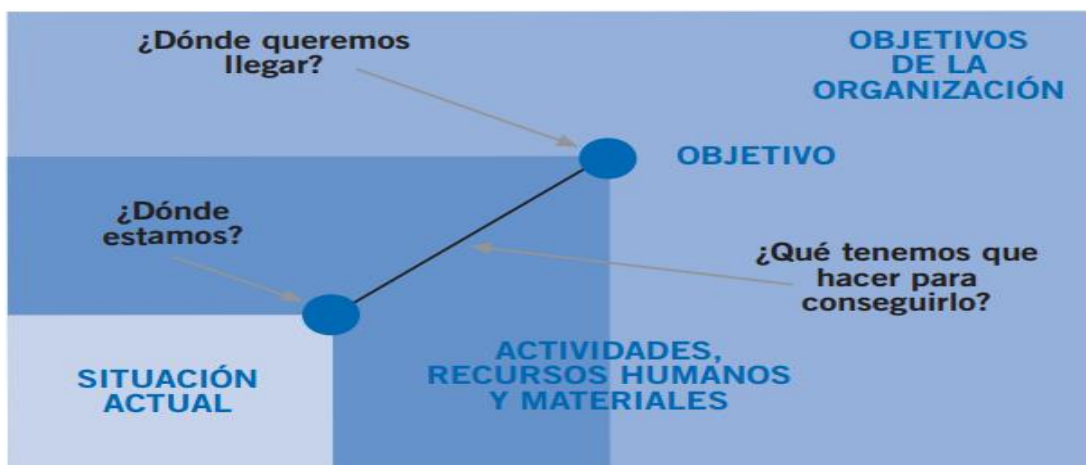 ¿Dónde queremos
llegar?
OBJETIVOS
DE LA
ORGANIZACIÓN
OBJETIVO
¿Dónde
estamos?
¿Qué tenemos que
hacer para
conseguirlo?
ACTIVIDADES,
RECURSOS HUMANOS
Y MATERIALES
SITUACIÓN
ACTUAL